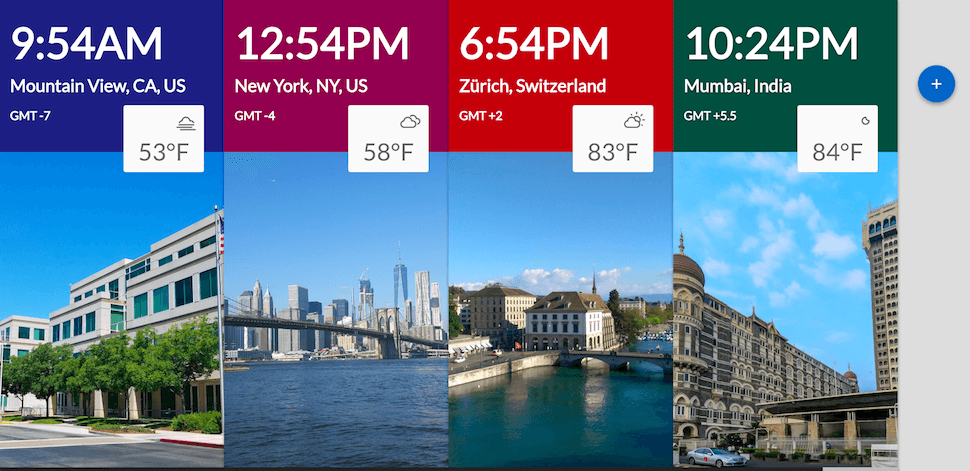 9:54AM
Mountain View, CA, US
GMT -7
53°F
12:54PM
New York, NY, US
GMT -4
58°F
6:54PM
Zürich, Switzerland
GMT +2
83°F
10:24PM
Mumbai, India
GMT +5.5
84°F
+